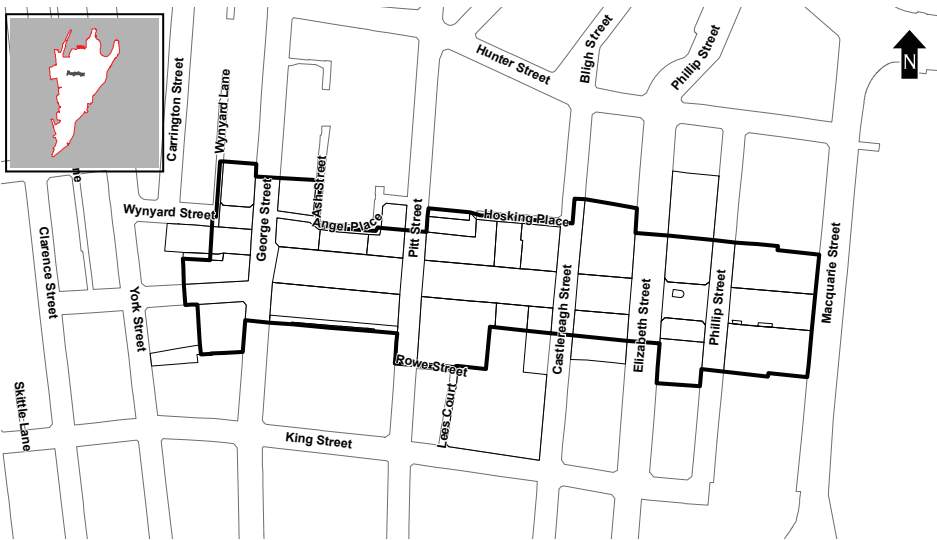 Hunter Street
Bligh Street
Phillip Street
N
Carrington Street
Wynyard Lane
ne
Wynyard Street
George Street
Ash Street
Angel Place
Pitt Street
Hosking Place
Clarence Street
York Street
Castlereagh Street
Elizabeth Street
Phillip Street
Macquarie Street
Rowe Street
Lees Court
Skittle Lane
King Street